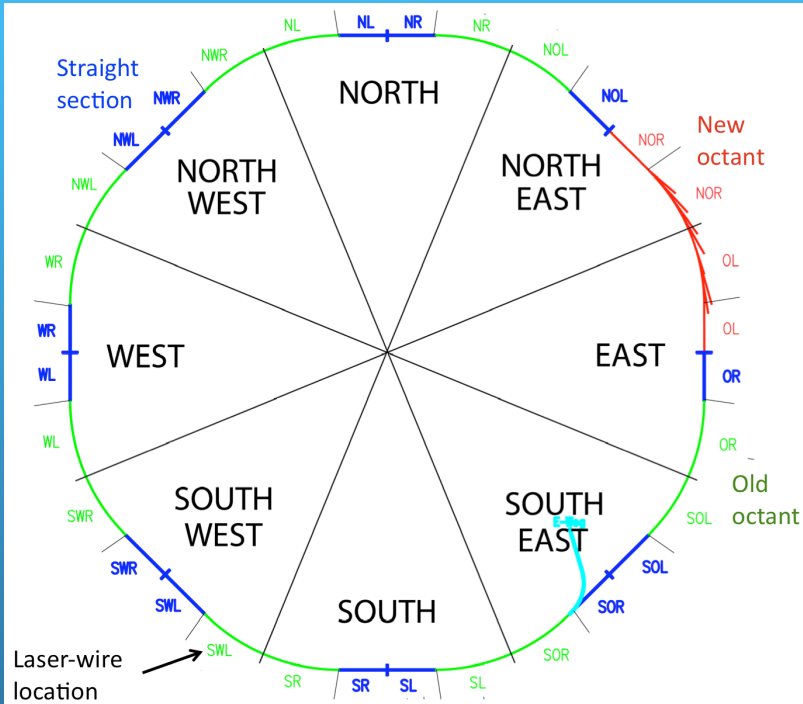 NL
NL
NR
NR
NWR
NOL
Straight
section
NWR
NORTH
NOL
New
octant
NWL
NORTH
WEST
NORTH
EAST
NOR
NWL
NOR
WR
OL
WR
OL
WEST
EAST
WL
OR
WL
OR
SOUTH
WEST
SOUTH
EAST
E-Weg
Old
octant
SWR
SOL
SWR
SOL
SWL
SOUTH
SOR
Laser-wire
location
SWL
SOR
SR
SR
SL
SL